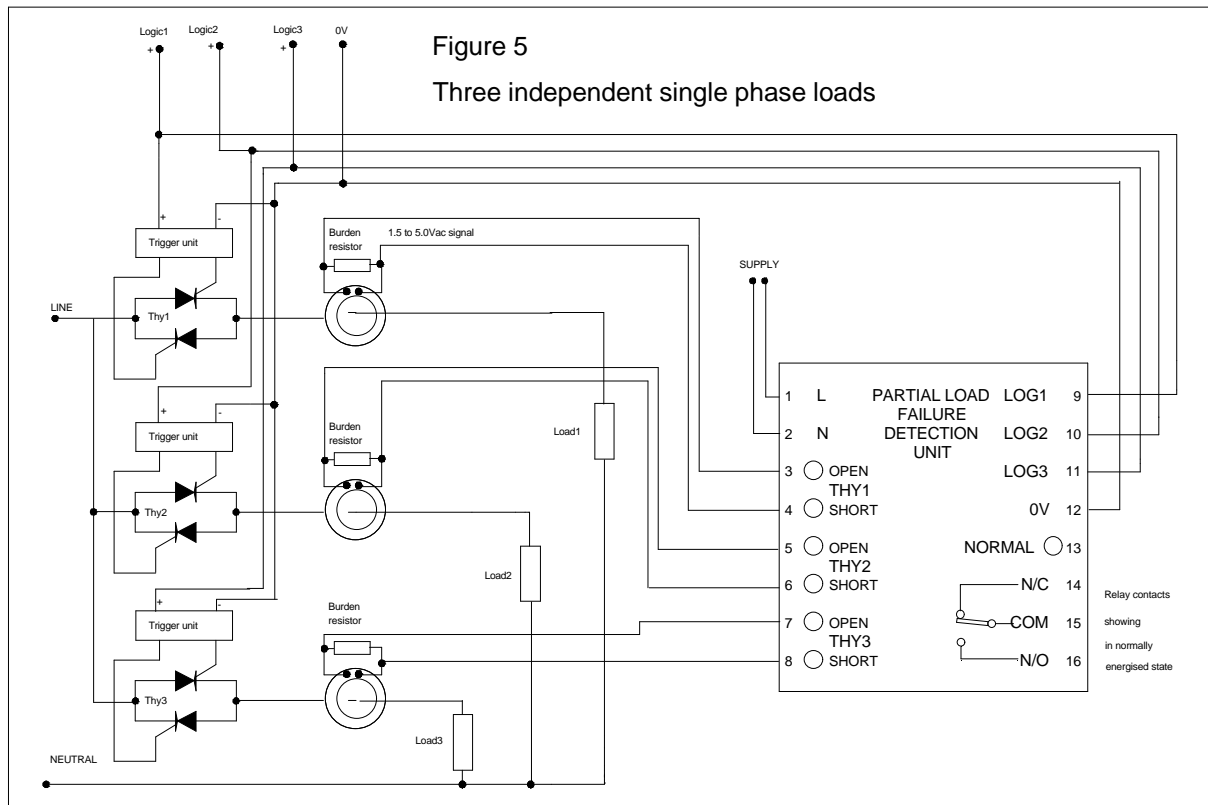 Logic1
Logic2
Logic3
0V
+
+
+
Figure 5
Three independent single phase loads
+
-
Trigger unit
Burden
resistor
1.5 to 5.0Vac signal
LINE
Thy1
SUPPLY
+
-
Trigger unit
Burden
resistor
Load1
Thy2
Load2
+
-
Trigger unit
Burden
resistor
Thy3
Load3
NEUTRAL
1 L PARTIAL LOAD LOG1 9
FAILURE
2 N DETECTION LOG2 10
UNIT
3 OPEN LOG3 11
THY1
4 SHORT 0V 12
5 OPEN NORMAL 13
THY2
6 SHORT N/C 14
7 OPEN COM 15
THY3
8 SHORT N/O 16
Relay contacts
showing
in normally
energised state